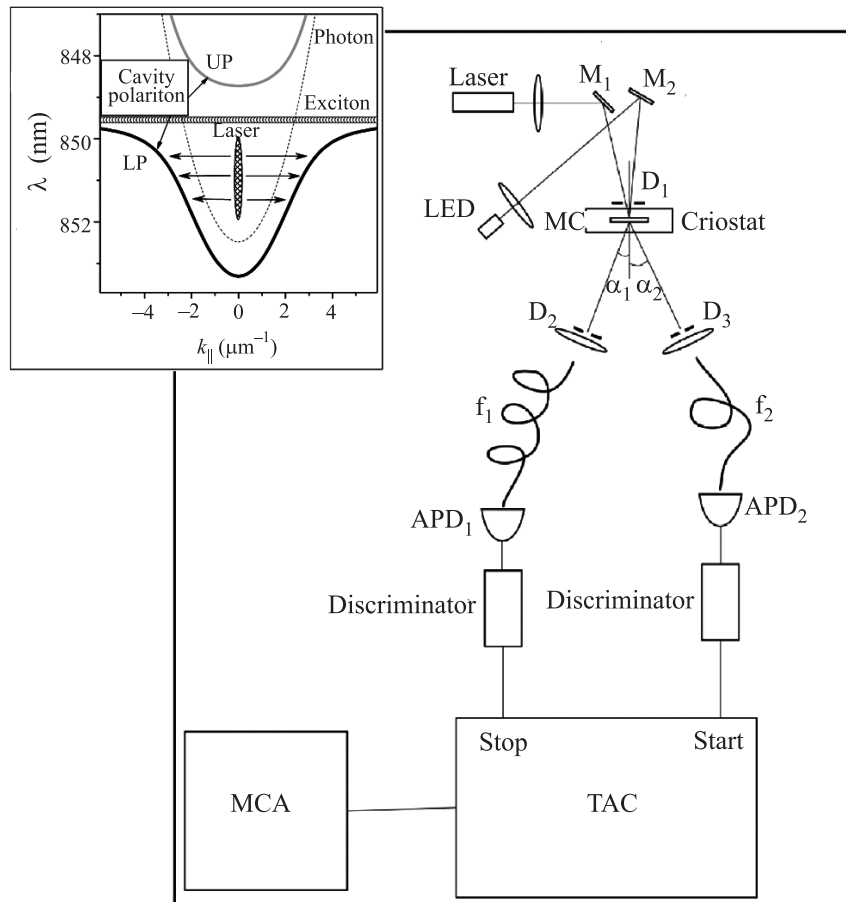 848
850
852
λ (nm)
UP
Photon
Cavity
polariton
Exciton
Laser
LP
−4
−2
0
2
4
k∥ (μm⁻¹)
Laser
M₁
M₂
LED
D₁
MC
Criostat
α₁
α₂
D₂
D₃
f₁
f₂
APD₁
APD₂
Discriminator
Discriminator
Stop
Start
MCA
TAC